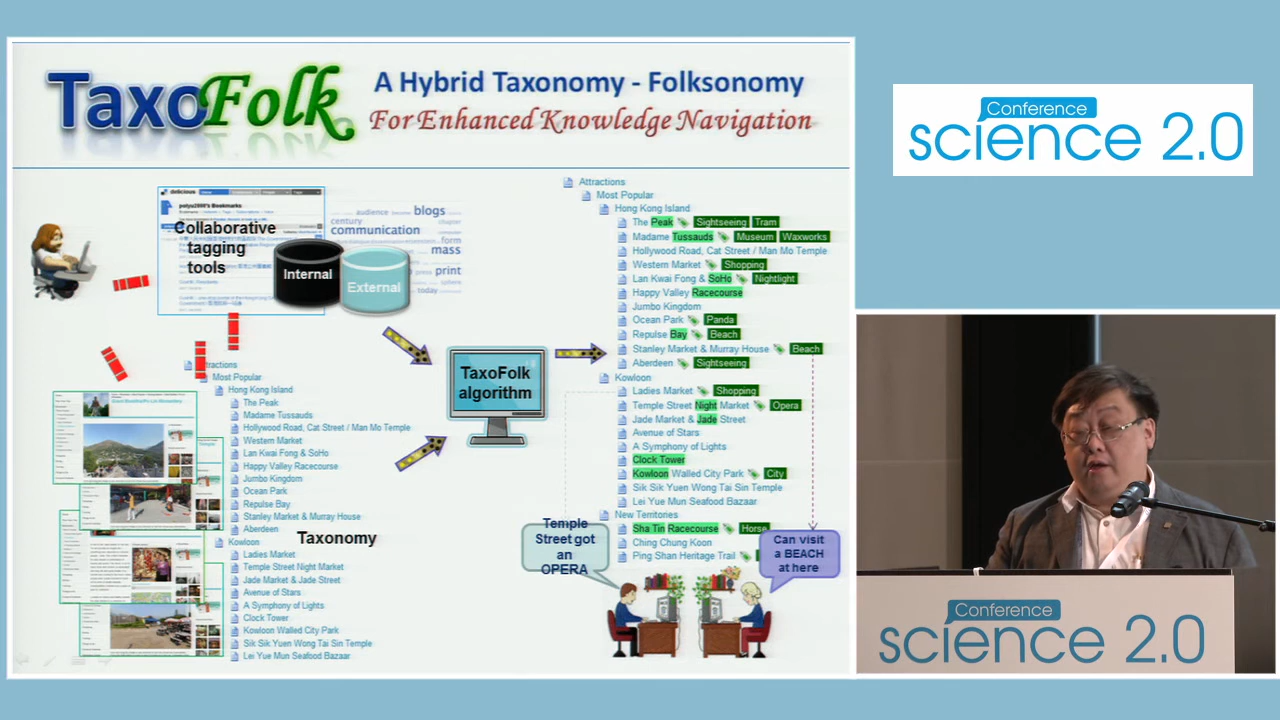 TaxoFolk
A Hybrid Taxonomy - Folksonomy
For Enhanced Knowledge Navigation
delicious
polyu2009's Bookmarks
Collaborative
tagging
tools
Internal
External
audience
blogs
century
communication
form
mass
print
sphere
today
TaxoFolk
algorithm
Attractions
Most Popular
Hong Kong Island
The Peak
Madame Tussauds
Hollywood Road, Cat Street / Man Mo Temple
Western Market
Lan Kwai Fong & SoHo
Happy Valley Racecourse
Jumbo Kingdom
Ocean Park
Repulse Bay
Stanley Market & Murray House
Aberdeen
Kowloon
Taxonomy
Ladies Market
Temple Street Night Market
Jade Market & Jade Street
Avenue of Stars
A Symphony of Lights
Clock Tower
Kowloon Walled City Park
Sik Sik Yuen Wong Tai Sin Temple
Lei Yue Mun Seafood Bazaar
Attractions
Most Popular
Hong Kong Island
The Peak Sightseeing Tram
Madame Tussauds Museum Waxworks
Hollywood Road, Cat Street / Man Mo Temple
Western Market Shopping
Lan Kwai Fong & SoHo Nightlight
Happy Valley Racecourse
Jumbo Kingdom
Ocean Park Panda
Repulse Bay Beach
Stanley Market & Murray House Beach
Aberdeen Sightseeing
Kowloon
Ladies Market Shopping
Temple Street Night Market Opera
Jade Market & Jade Street
Avenue of Stars
A Symphony of Lights
Clock Tower
Kowloon Walled City Park City
Sik Sik Yuen Wong Tai Sin Temple
Lei Yue Mun Seafood Bazaar
New Territories
Sha Tin Racecourse Horse
Ching Chung Koon
Ping Shan Heritage Trail
Temple
Street got
an
OPERA
Can visit
a BEACH
at here
Conference
science 2.0
Conference
science 2.0